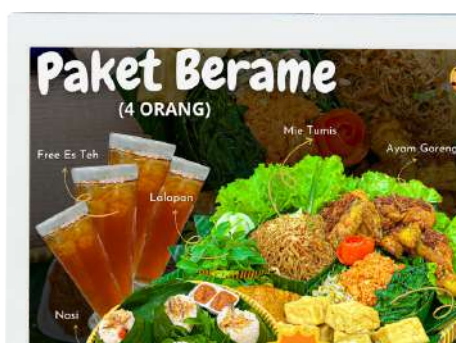 Paket Berame
(4 ORANG)
Mie Tumis
Free Es Teh
Ayam Goreng
Lalapan
Nasi